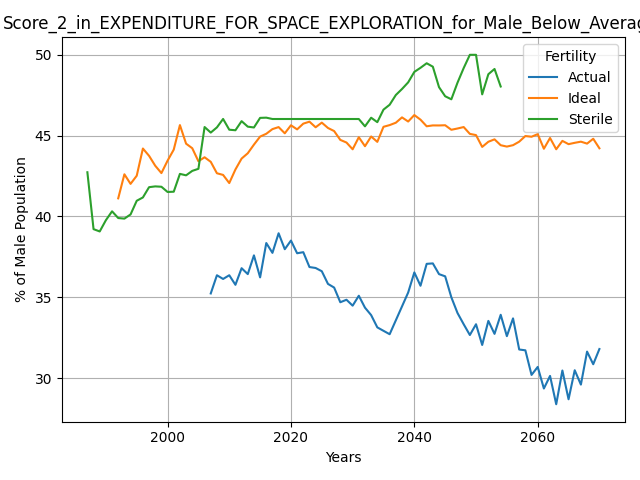 Score_2_in_EXPENDITURE_FOR_SPACE_EXPLORATION_for_Male_Below_Averag
Fertility
Actual
Ideal
Sterile
50
45
40
35
30
% of Male Population
2000
2020
2040
2060
Years